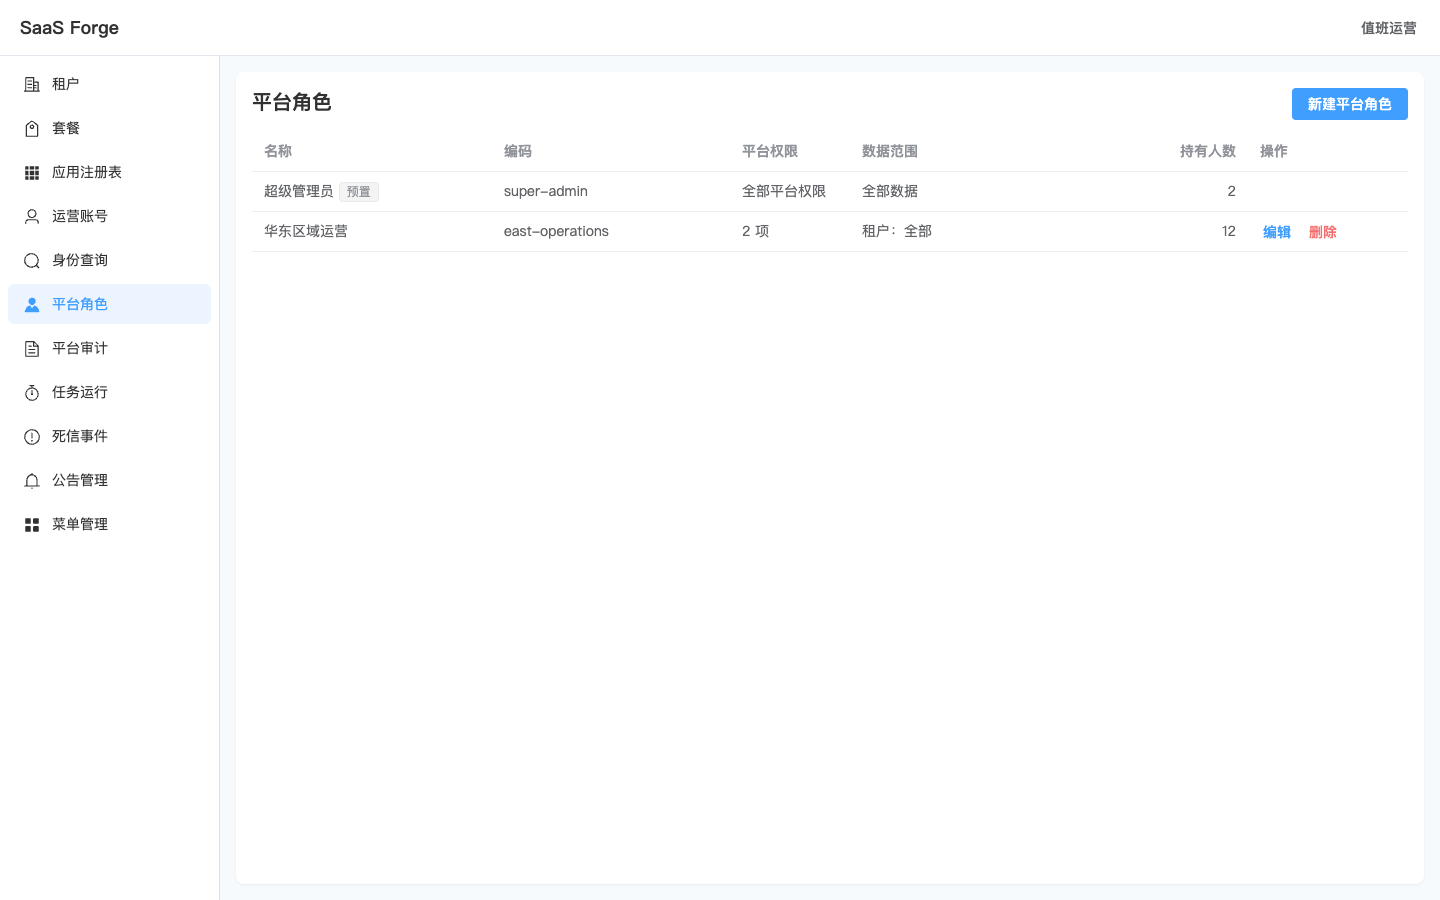 SaaS Forge
值班运营
租户
套餐
应用注册表
运营账号
身份查询
平台角色
平台审计
任务运行
死信事件
公告管理
菜单管理
平台角色
新建平台角色
名称 编码 平台权限 数据范围 持有人数 操作
超级管理员 预置 super-admin 全部平台权限 全部数据 2
华东区域运营 east-operations 2 项 租户：全部 12 编辑 删除